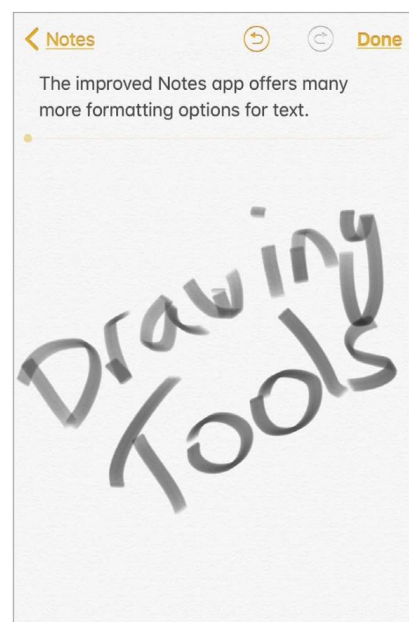 Notes Done
The improved Notes app offers many
more formatting options for text.
Drawing
Tools